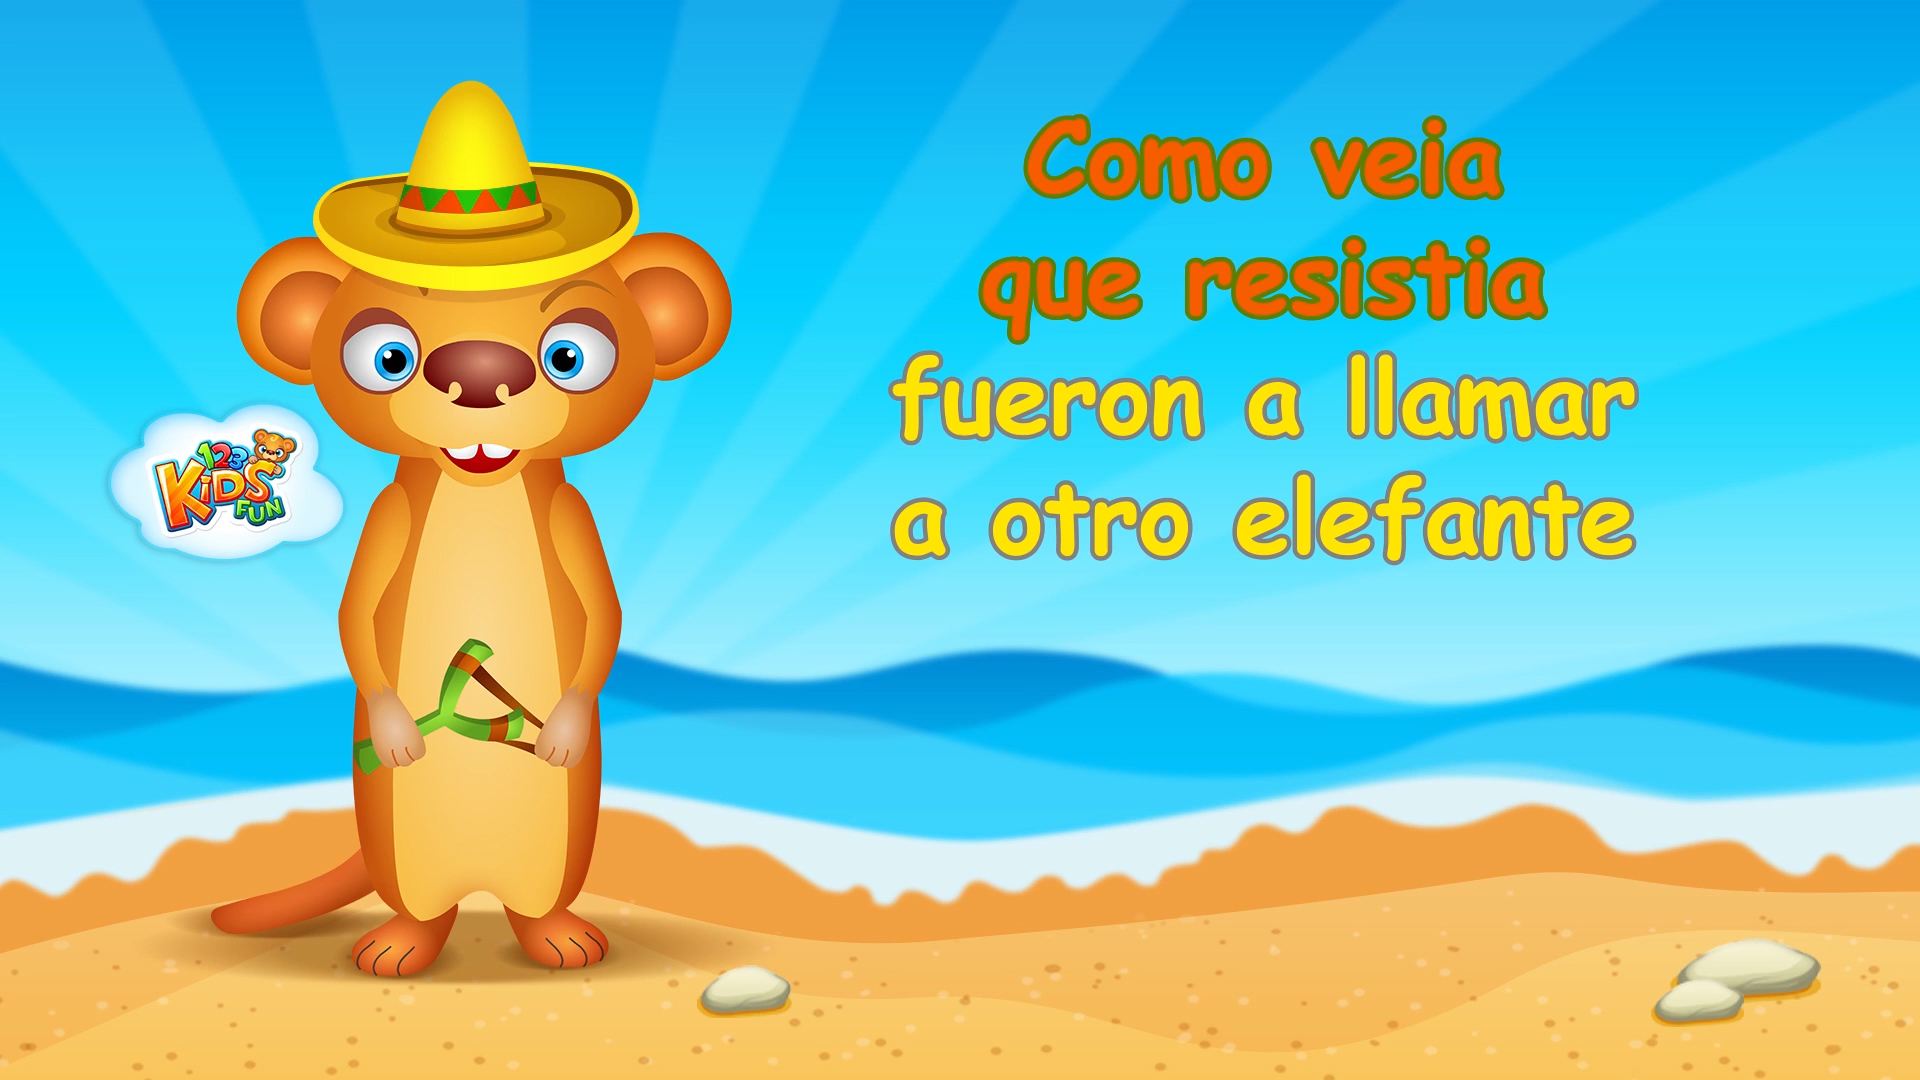 Como veia
que resistia
fueron a llamar
a otro elefante
123
KiDS
FUN